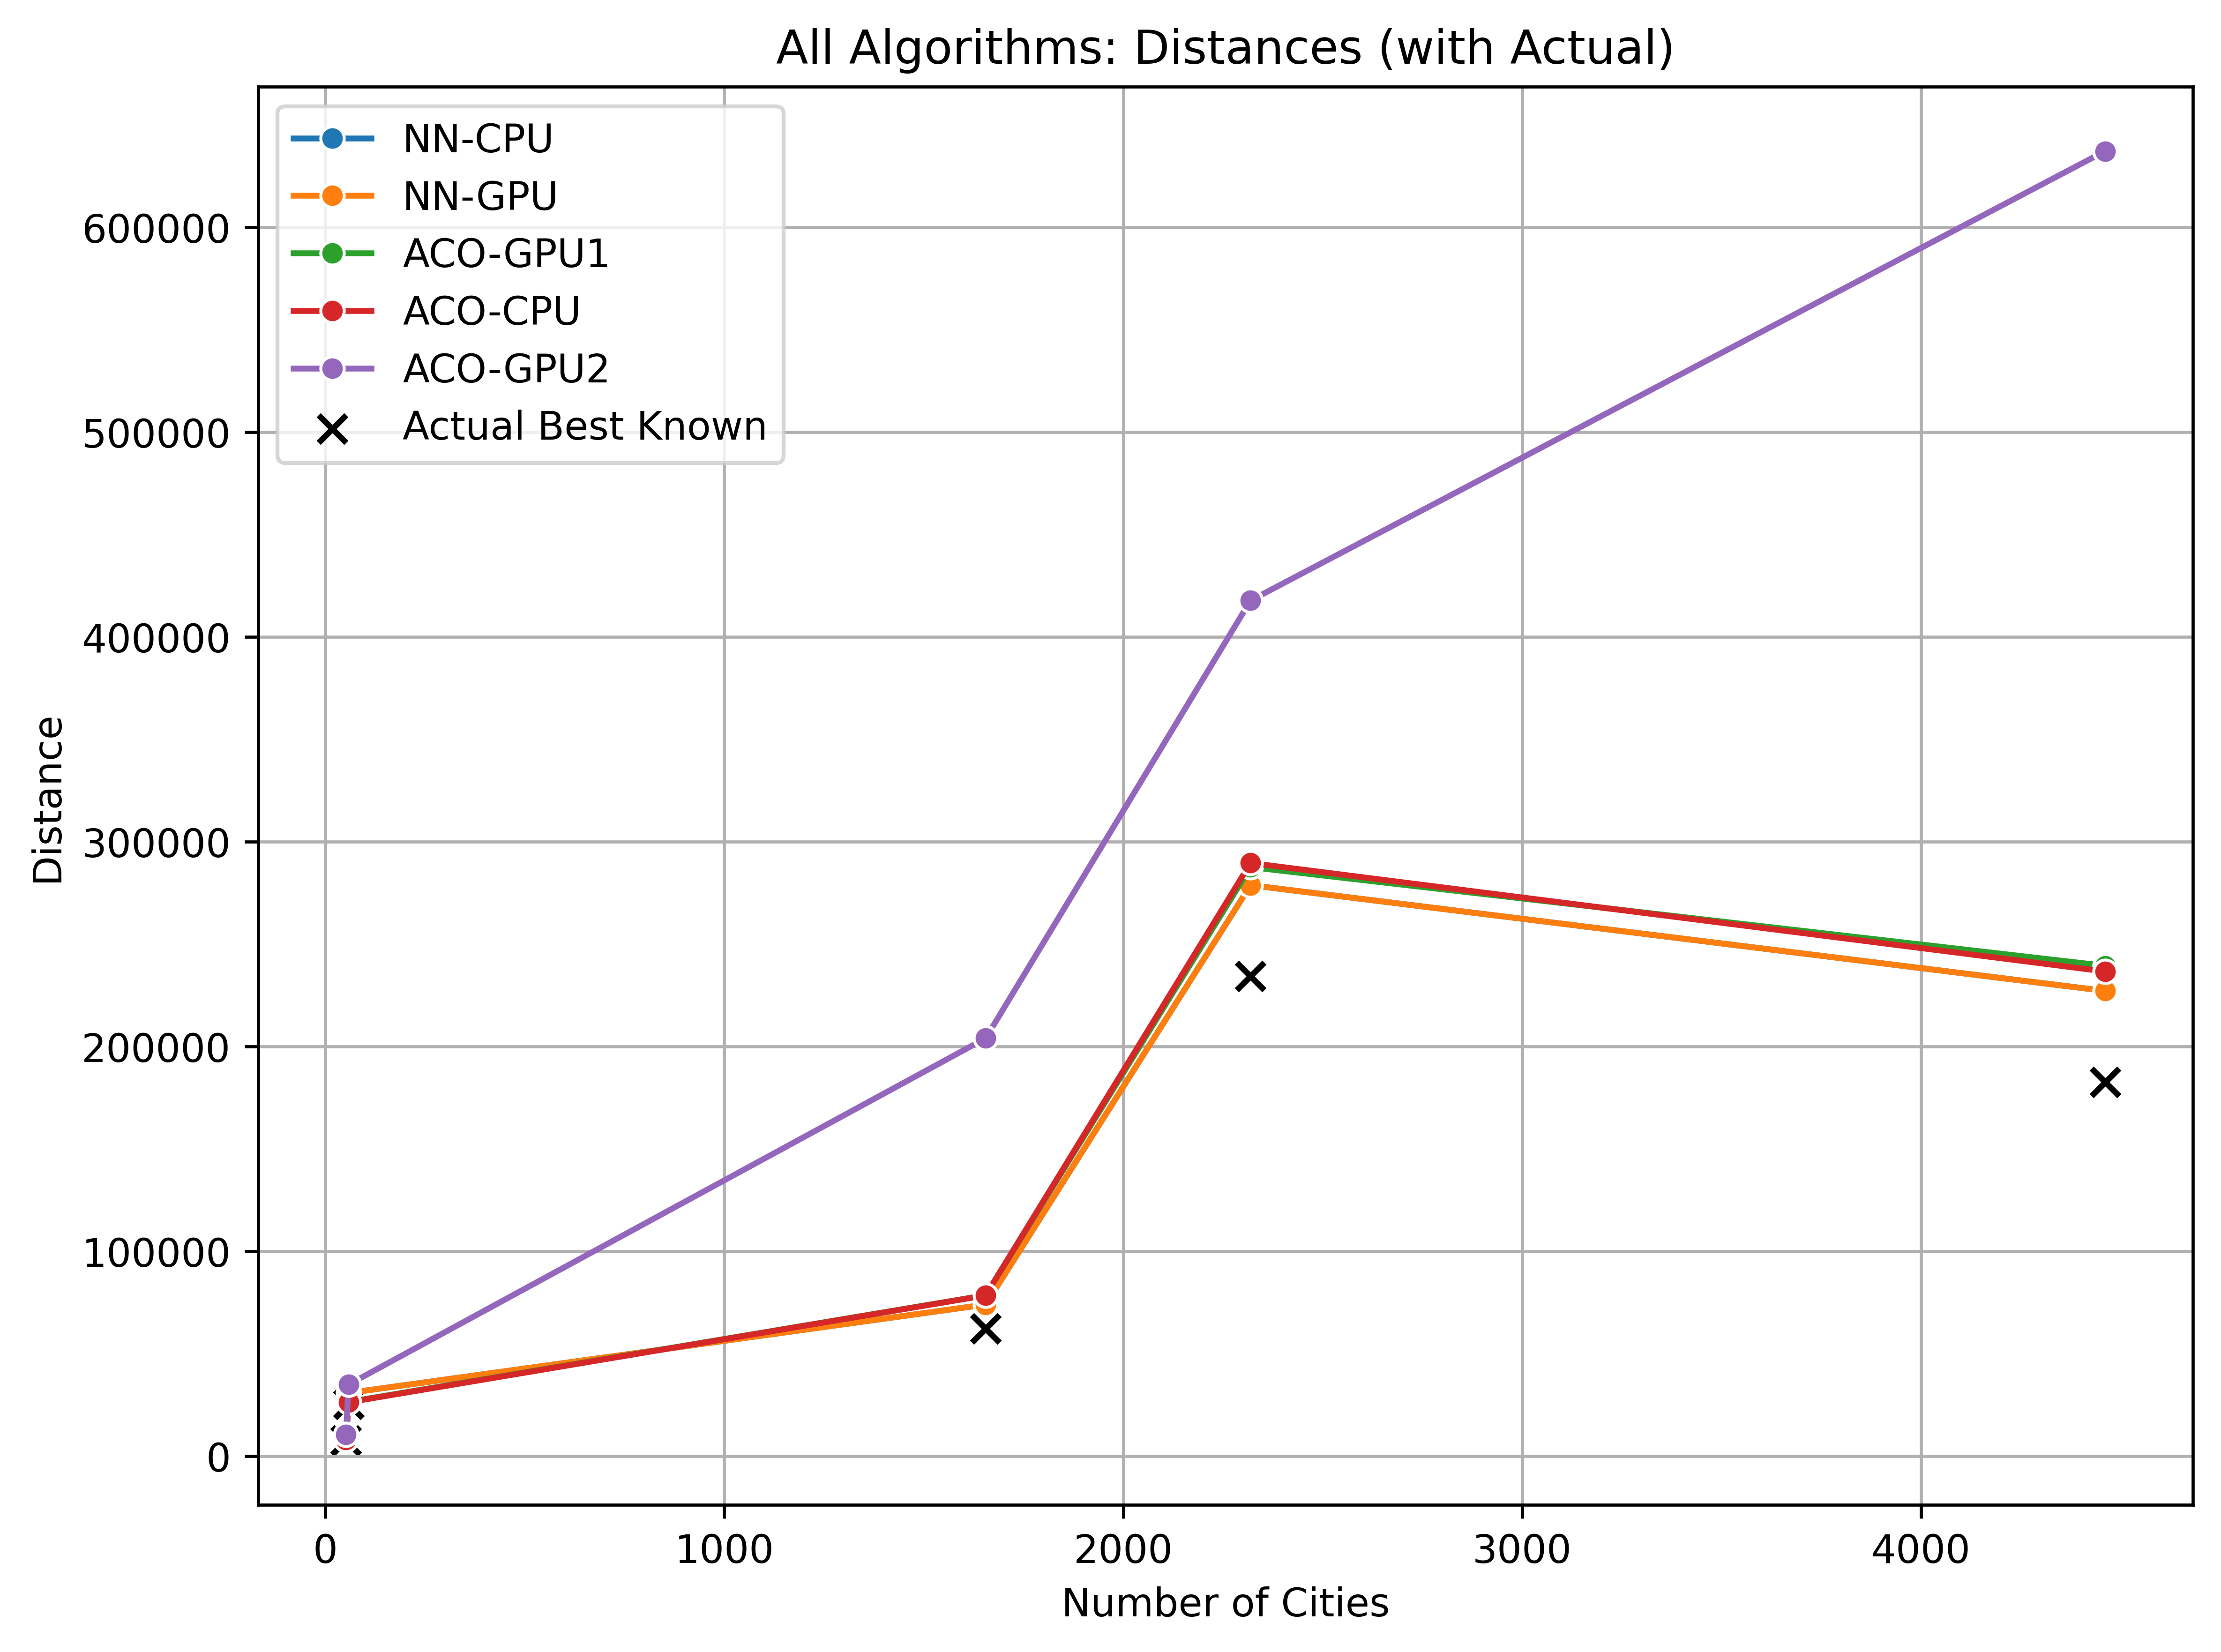 All Algorithms: Distances (with Actual)
NN-CPU
NN-GPU
ACO-GPU1
ACO-CPU
ACO-GPU2
Actual Best Known
600000
500000
400000
300000
200000
100000
0
Distance
0 1000 2000 3000 4000
Number of Cities